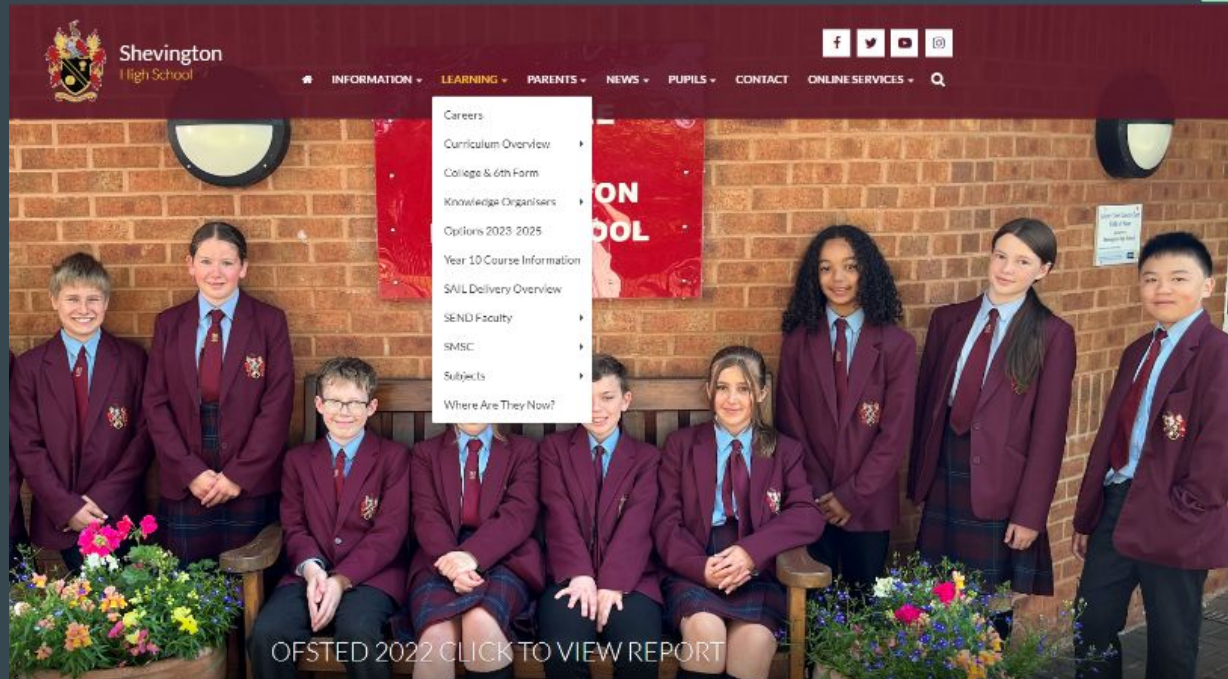 Shevington
High School
INFORMATION LEARNING PARENTS NEWS PUPILS CONTACT ONLINE SERVICES
Careers
Curriculum Overview
College & 6th Form
Knowledge Organisers
Options 2023-2025
Year 10 Course Information
SAIL Delivery Overview
SEND Faculty
SMSC
Subjects
Where Are They Now?
ON
OOL
OFSTED 2022 CLICK TO VIEW REPORT